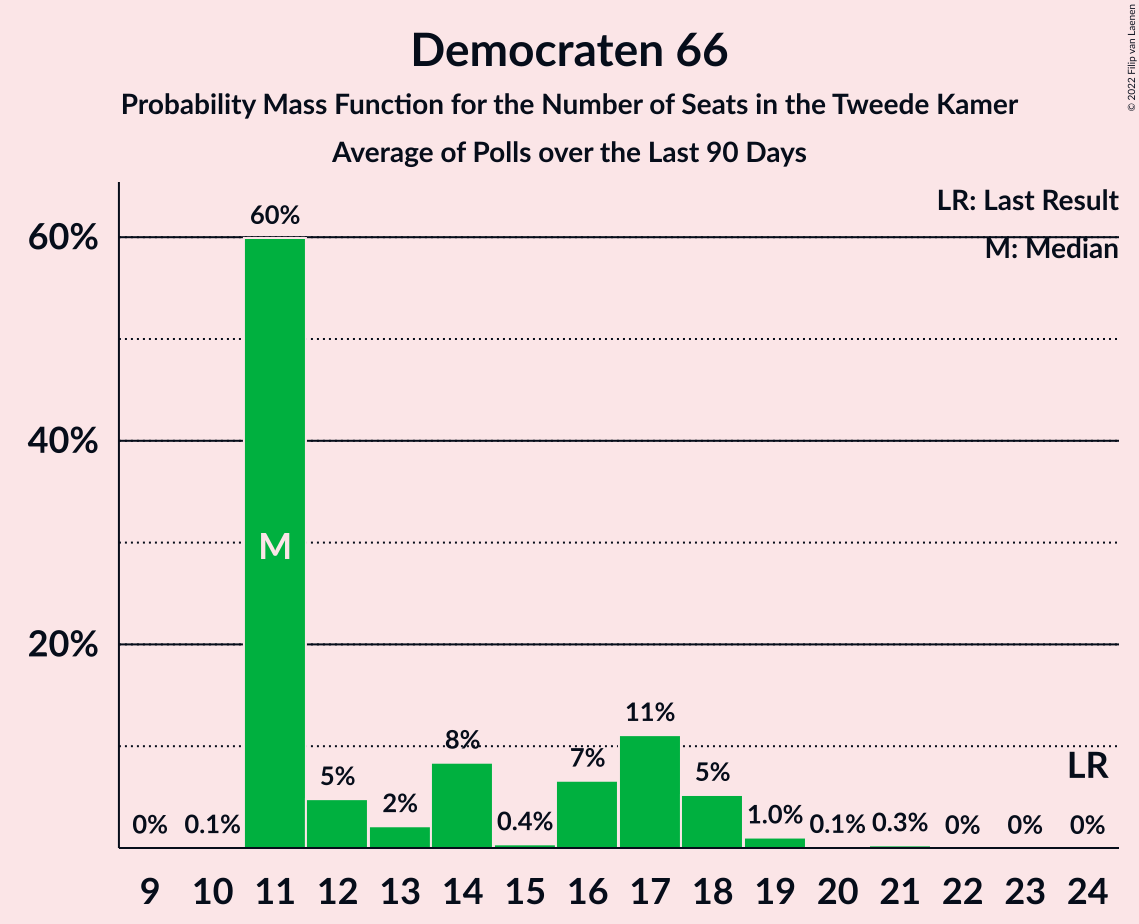 Democraten 66
Probability Mass Function for the Number of Seats in the Tweede Kamer
Average of Polls over the Last 90 Days
© 2022 Filip van Laenen
LR: Last Result
M: Median
60%
40%
20%
0% 0.1% 60% 5% 2% 8% 0.4% 7% 11% 5% 1.0% 0.1% 0.3% 0% 0% 0%
M
LR
9 10 11 12 13 14 15 16 17 18 19 20 21 22 23 24